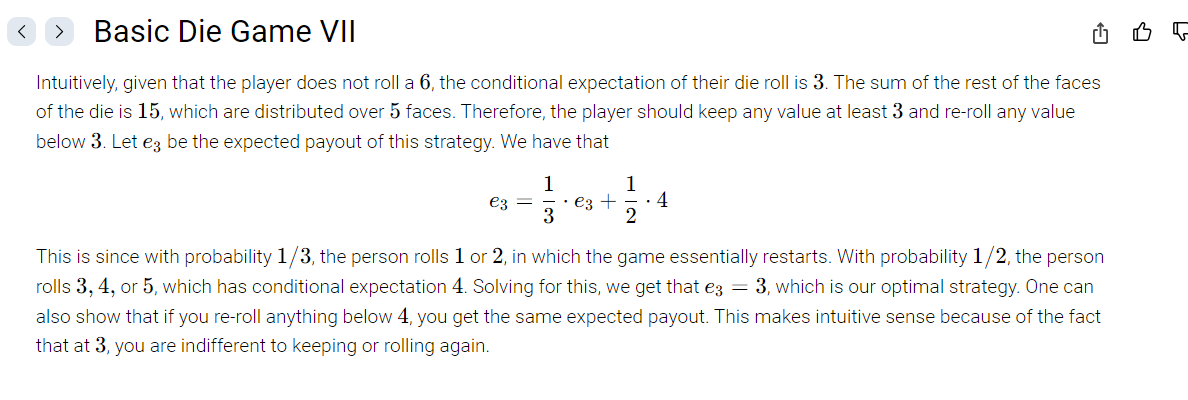 Basic Die Game VII
Intuitively, given that the player does not roll a 6, the conditional expectation of their die roll is 3. The sum of the rest of the faces
of the die is 15, which are distributed over 5 faces. Therefore, the player should keep any value at least 3 and re-roll any value
below 3. Let e₃ be the expected payout of this strategy. We have that
e₃ = 1/3 · e₃ + 1/2 · 4
This is since with probability 1/3, the person rolls 1 or 2, in which the game essentially restarts. With probability 1/2, the person
rolls 3, 4, or 5, which has conditional expectation 4. Solving for this, we get that e₃ = 3, which is our optimal strategy. One can
also show that if you re-roll anything below 4, you get the same expected payout. This makes intuitive sense because of the fact
that at 3, you are indifferent to keeping or rolling again.